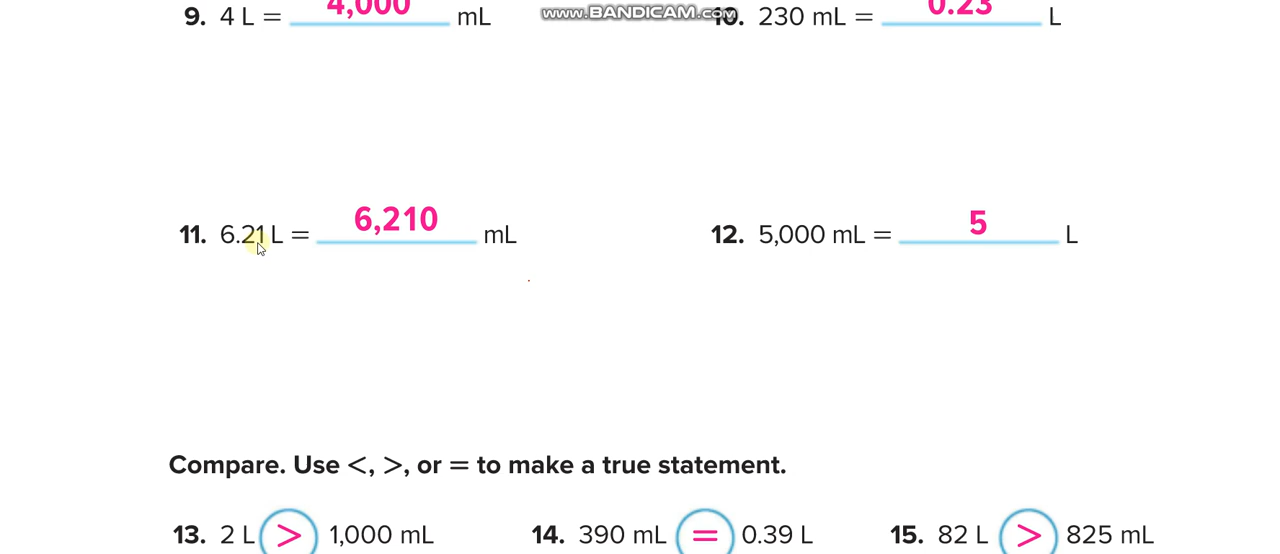 9. 4 L = 4,000 mL
www.BANDICAM.com
10. 230 mL = 0.23 L
11. 6.21 L = 6,210 mL
12. 5,000 mL = 5 L
Compare. Use <, >, or = to make a true statement.
13. 2 L > 1,000 mL
14. 390 mL = 0.39 L
15. 82 L > 825 mL